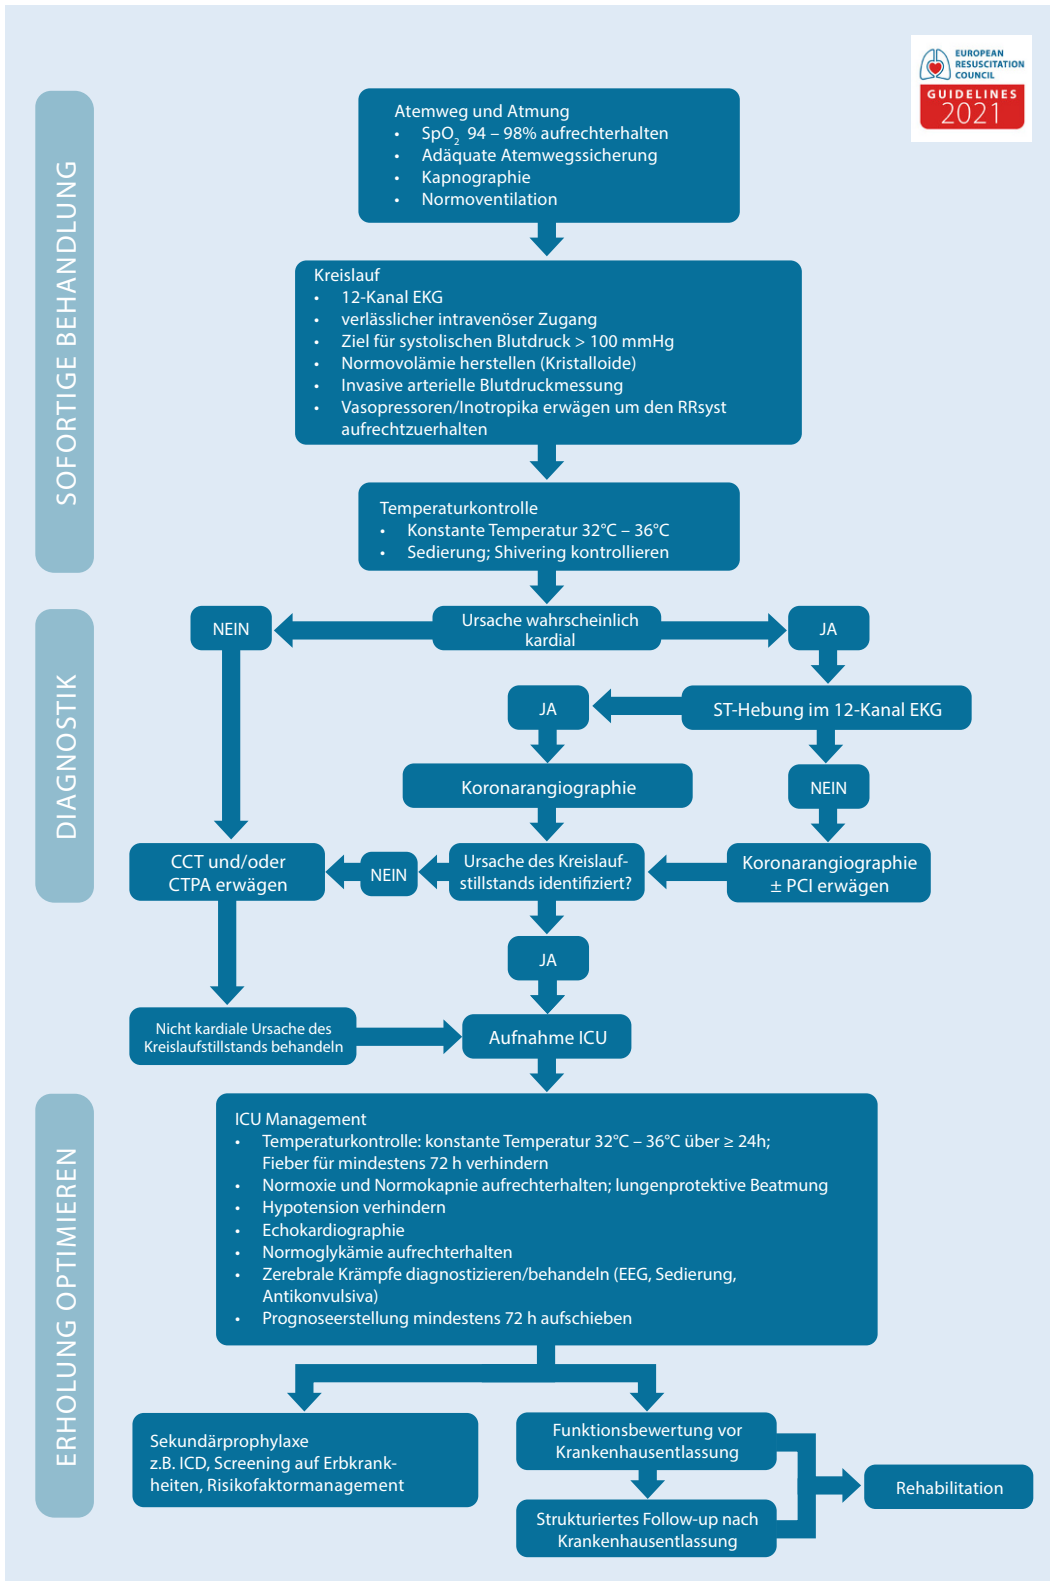 EUROPEAN
RESUSCITATION
COUNCIL
GUIDELINES
2021
SOFORTIGE BEHANDLUNG
Atemweg und Atmung
• SpO₂ 94 – 98% aufrechterhalten
• Adäquate Atemwegssicherung
• Kapnographie
• Normoventilation
Kreislauf
• 12-Kanal EKG
• verlässlicher intravenöser Zugang
• Ziel für systolischen Blutdruck > 100 mmHg
• Normovolämie herstellen (Kristalloide)
• Invasive arterielle Blutdruckmessung
• Vasopressoren/Inotropika erwägen um den RRsyst
aufrechtzuerhalten
Temperaturkontrolle
• Konstante Temperatur 32°C – 36°C
• Sedierung; Shivering kontrollieren
DIAGNOSTIK
NEIN
Ursache wahrscheinlich
kardial
JA
JA
ST-Hebung im 12-Kanal EKG
Koronarangiographie
NEIN
CCT und/oder
CTPA erwägen
NEIN
Ursache des Kreislauf-
stillstands identifiziert?
Koronarangiographie
± PCI erwägen
JA
Nicht kardiale Ursache des
Kreislaufstillstands behandeln
Aufnahme ICU
ERHOLUNG OPTIMIEREN
ICU Management
• Temperaturkontrolle: konstante Temperatur 32°C – 36°C über ≥ 24h;
Fieber für mindestens 72 h verhindern
• Normoxie und Normokapnie aufrechterhalten; lungenprotektive Beatmung
• Hypotension verhindern
• Echokardiographie
• Normoglykämie aufrechterhalten
• Zerebrale Krämpfe diagnostizieren/behandeln (EEG, Sedierung,
Antikonvulsiva)
• Prognoseerstellung mindestens 72 h aufschieben
Sekundärprophylaxe
z.B. ICD, Screening auf Erbkrank-
heiten, Risikofaktormanagement
Funktionsbewertung vor
Krankenhausentlassung
Strukturiertes Follow-up nach
Krankenhausentlassung
Rehabilitation